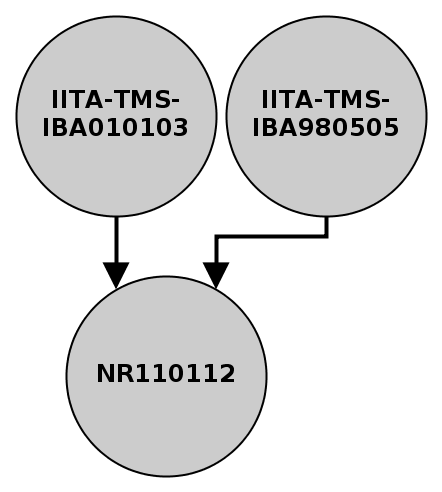 IITA-TMS-
IBA010103
IITA-TMS-
IBA980505
NR110112